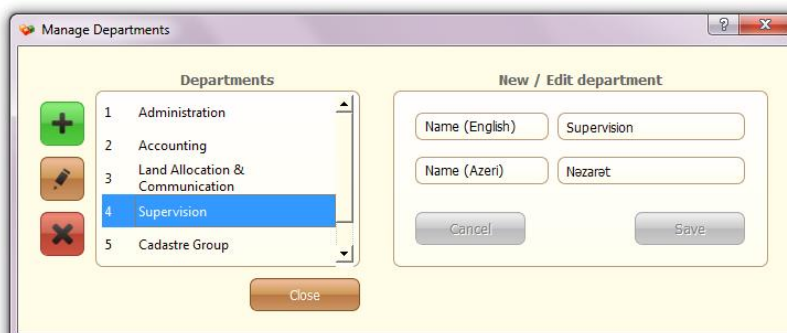 Manage Departments
Departments
1 Administration
2 Accounting
3 Land Allocation &
Communication
4 Supervision
5 Cadastre Group
Close
New / Edit department
Name (English) Supervision
Name (Azeri) Nəzarət
Cancel Save